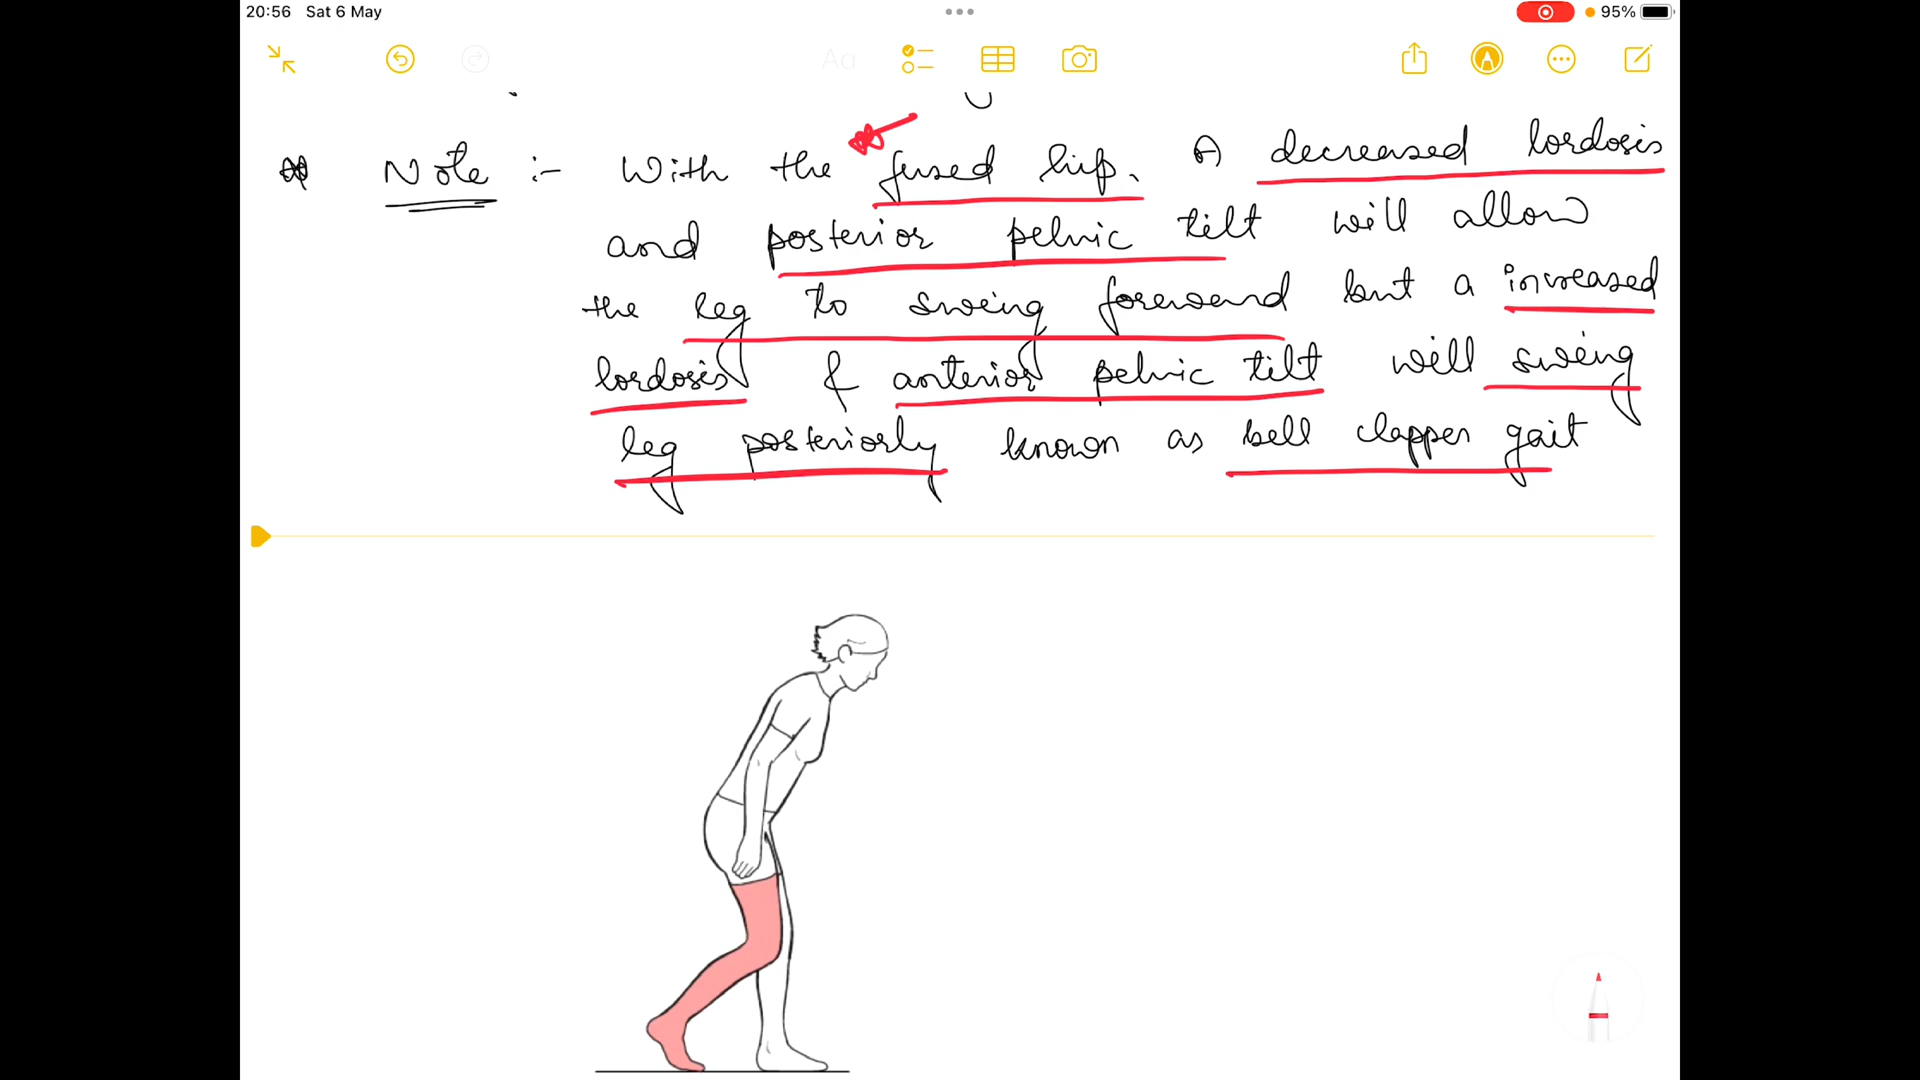 20:56 Sat 6 May
95%
Aa
Note :- With the fused hip. A decreased lordosis
and posterior pelvic tilt will allow
the leg to swing foreward but a increased
lordosis & anterior pelvic tilt will swing
leg posteriorly known as bell clapper gait